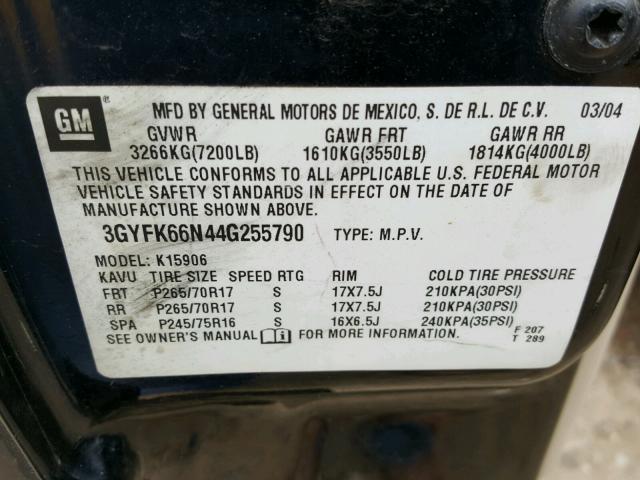 GM
MFD BY GENERAL MOTORS DE MEXICO, S. DE R.L. DE C.V. 03/04
GVWR GAWR FRT GAWR RR
3266KG(7200LB) 1610KG(3550LB) 1814KG(4000LB)
THIS VEHICLE CONFORMS TO ALL APPLICABLE U.S. FEDERAL MOTOR
VEHICLE SAFETY STANDARDS IN EFFECT ON THE DATE OF
MANUFACTURE SHOWN ABOVE.
3GYFK66N44G255790 TYPE: M.P.V.
MODEL: K15906
KAVU TIRE SIZE SPEED RTG RIM COLD TIRE PRESSURE
FRT P265/70R17 S 17X7.5J 210KPA(30PSI)
RR P265/70R17 S 17X7.5J 210KPA(30PSI)
SPA P245/75R16 S 16X6.5J 240KPA(35PSI)
SEE OWNER'S MANUAL i FOR MORE INFORMATION. F 207
T 289